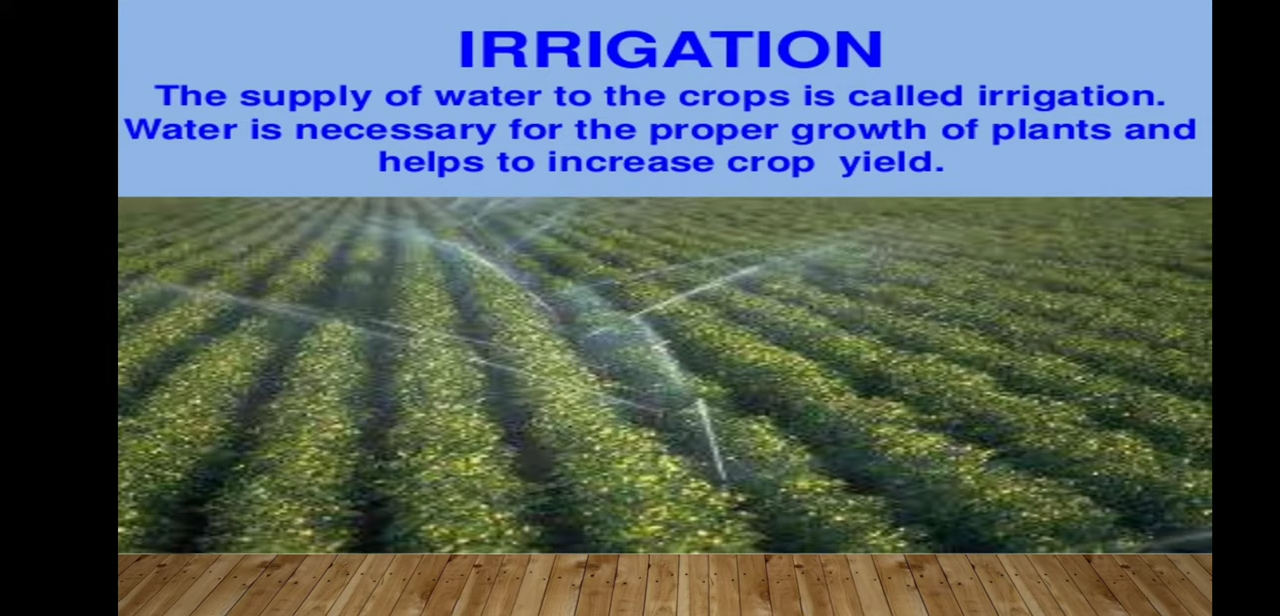 IRRIGATION
The supply of water to the crops is called irrigation.
Water is necessary for the proper growth of plants and
helps to increase crop yield.